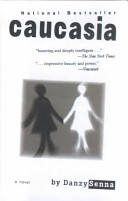 National Bestseller
caucasia
"Haunting and deeply intelligent . . ."
—The New York Times
". . . impressive beauty and power."
—Newsweek
a novel
by Danzy Senna